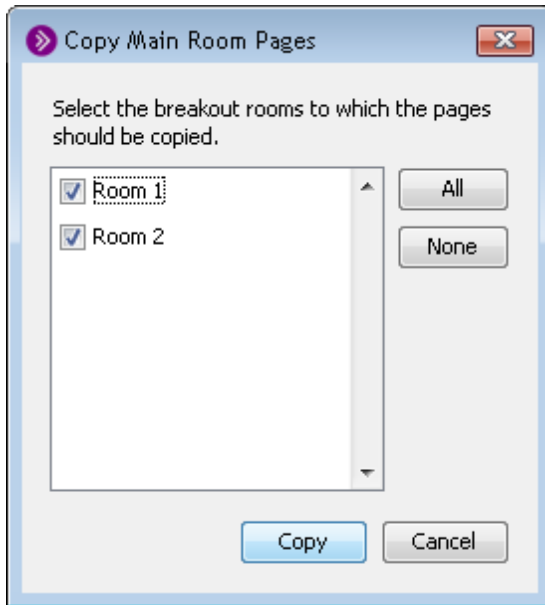 Copy Main Room Pages
Select the breakout rooms to which the pages
should be copied.
Room 1
All
Room 2
None
Copy
Cancel